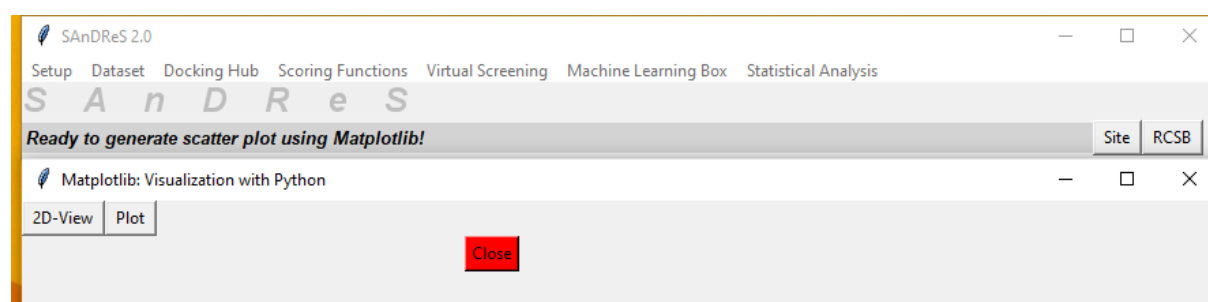 SAnDReS 2.0
Setup Dataset Docking Hub Scoring Functions Virtual Screening Machine Learning Box Statistical Analysis
S A n D R e S
Ready to generate scatter plot using Matplotlib! Site RCSB
Matplotlib: Visualization with Python
2D-View Plot
Close